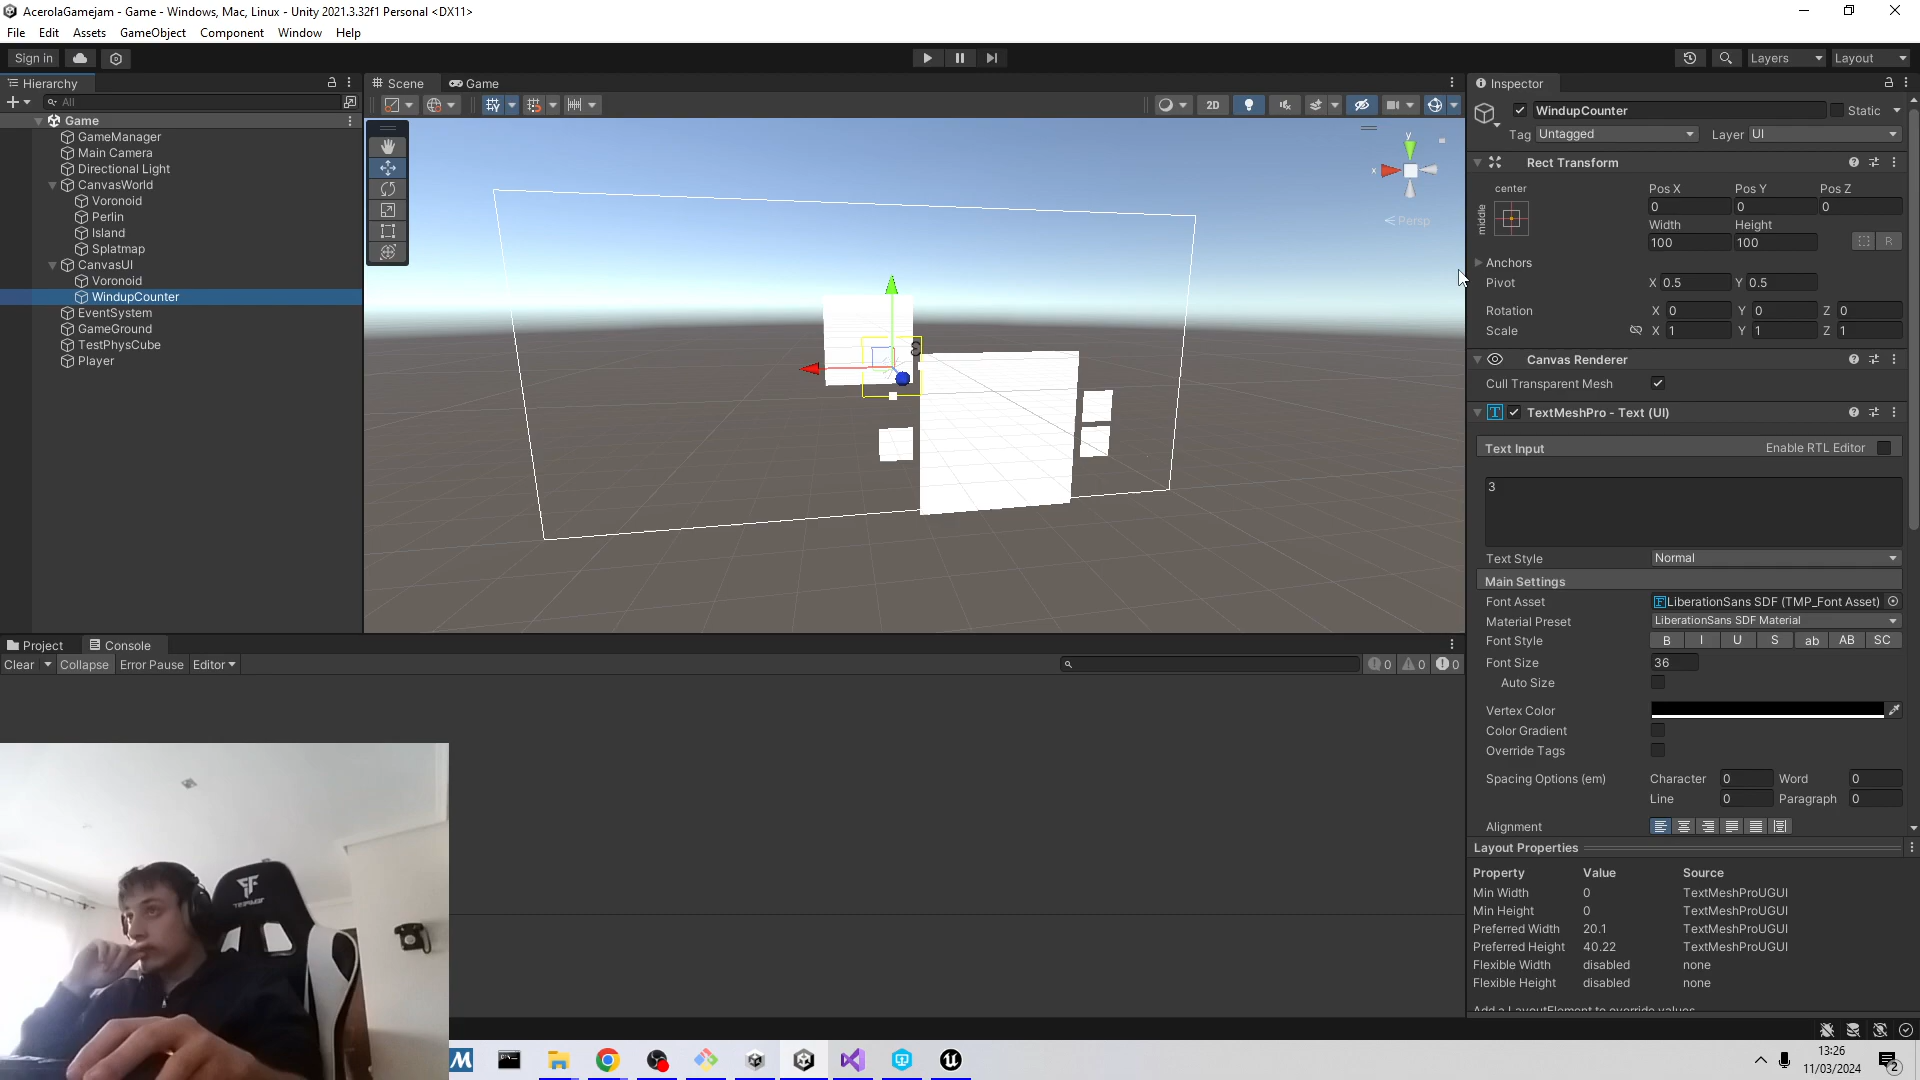 AcerolaGamejam - Game - Windows, Mac, Linux - Unity 2021.3.32f1 Personal <DX11>
File Edit Assets GameObject Component Window Help
Sign in Layers Layout
Hierarchy
All
Game
GameManager
Main Camera
Directional Light
CanvasWorld
Voronoid
Perlin
Island
Splatmap
CanvasUI
Voronoid
WindupCounter
EventSystem
GameGround
TestPhysCube
Player
Scene Game
2D
y
x
Persp
3
Project Console
Clear Collapse Error Pause Editor
0 0 0
Inspector
WindupCounter Static
Tag Untagged Layer UI
Rect Transform
center
middle
Pos X Pos Y Pos Z
0 0 0
Width Height
100 100
R
Anchors
Pivot X 0.5 Y 0.5
Rotation X 0 Y 0 Z 0
Scale X 1 Y 1 Z 1
Canvas Renderer
Cull Transparent Mesh
TextMeshPro - Text (UI)
Text Input Enable RTL Editor
3
Text Style Normal
Main Settings
Font Asset LiberationSans SDF (TMP_Font Asset)
Material Preset LiberationSans SDF Material
Font Style B I U S ab AB SC
Font Size 36
Auto Size
Vertex Color
Color Gradient
Override Tags
Spacing Options (em) Character 0 Word 0
Line 0 Paragraph 0
Alignment
Layout Properties
Property Value Source
Min Width 0 TextMeshProUGUI
Min Height 0 TextMeshProUGUI
Preferred Width 20.1 TextMeshProUGUI
Preferred Height 40.22 TextMeshProUGUI
Flexible Width disabled none
Flexible Height disabled none
Add a LayoutElement to override values
13:26
11/03/2024
2